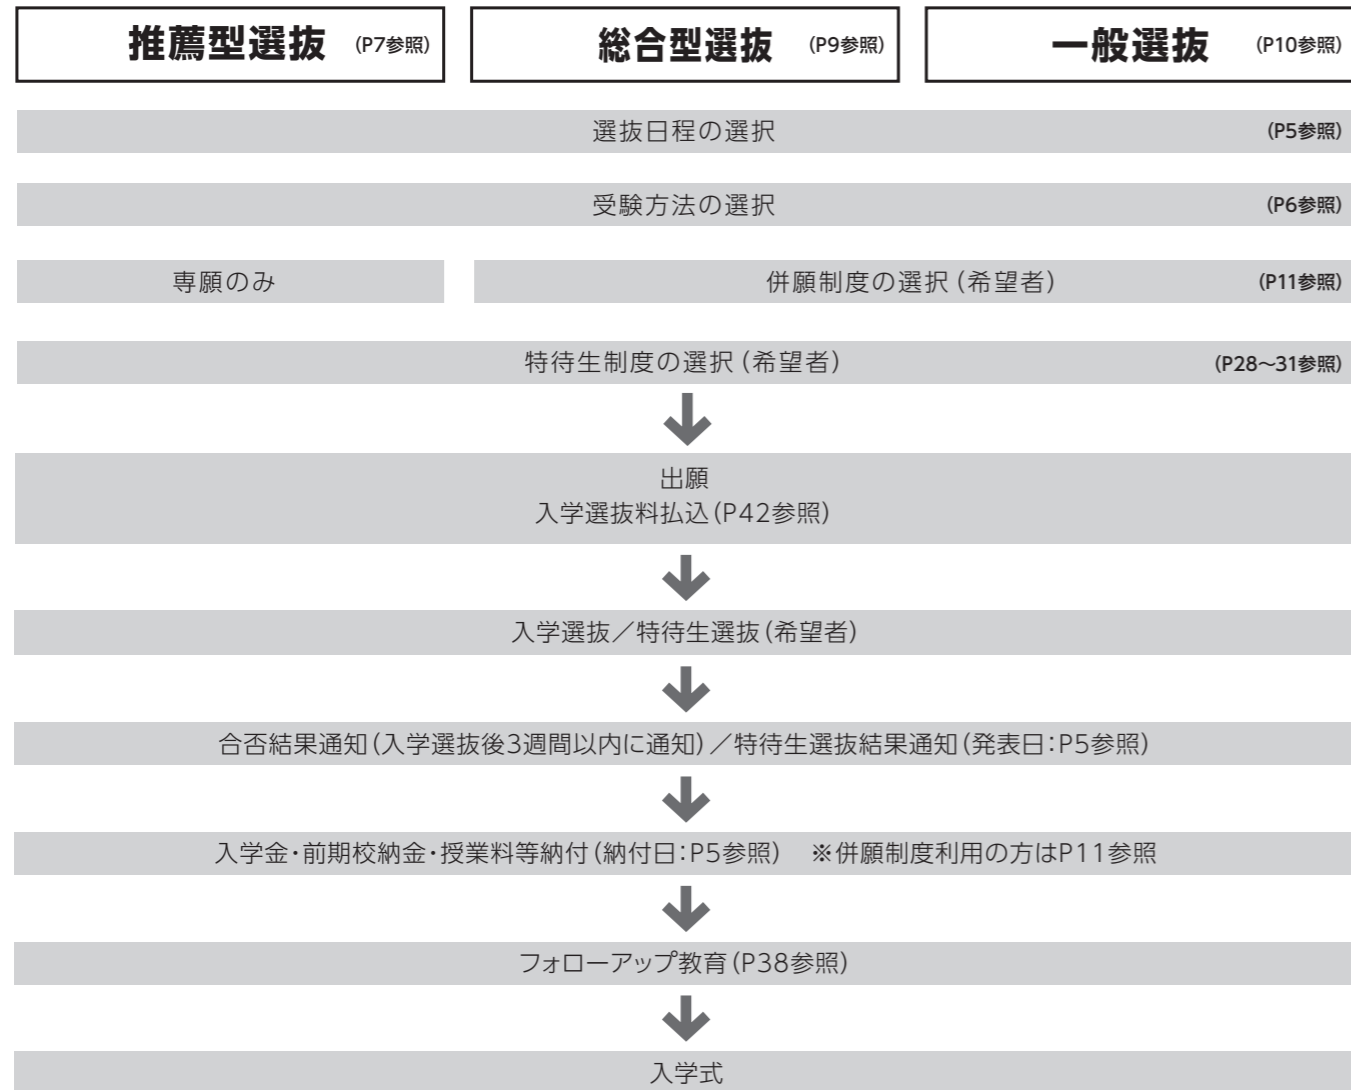 推薦型選抜 (P7参照)
総合型選抜 (P9参照)
一般選抜 (P10参照)
選抜日程の選択 (P5参照)
受験方法の選択 (P6参照)
専願のみ
併願制度の選択(希望者) (P11参照)
特待生制度の選択(希望者) (P28〜31参照)
出願
入学選抜料払込(P42参照)
入学選抜/特待生選抜(希望者)
合否結果通知(入学選抜後3週間以内に通知)/特待生選抜結果通知(発表日:P5参照)
入学金・前期校納金・授業料等納付(納付日:P5参照) ※併願制度利用の方はP11参照
フォローアップ教育(P38参照)
入学式